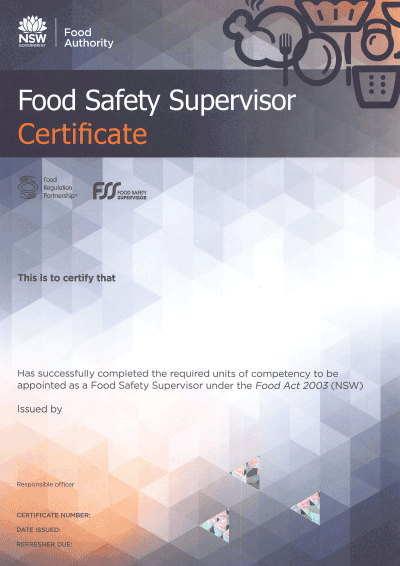 NSW
GOVERNMENT
Food
Authority
Food Safety Supervisor
Certificate
Food
Regulation
Partnership
FSS FOOD SAFETY
SUPERVISOR
This is to certify that
Has successfully completed the required units of competency to be
appointed as a Food Safety Supervisor under the Food Act 2003 (NSW)
Issued by
Responsible officer
CERTIFICATE NUMBER:
DATE ISSUED:
REFRESHER DUE: